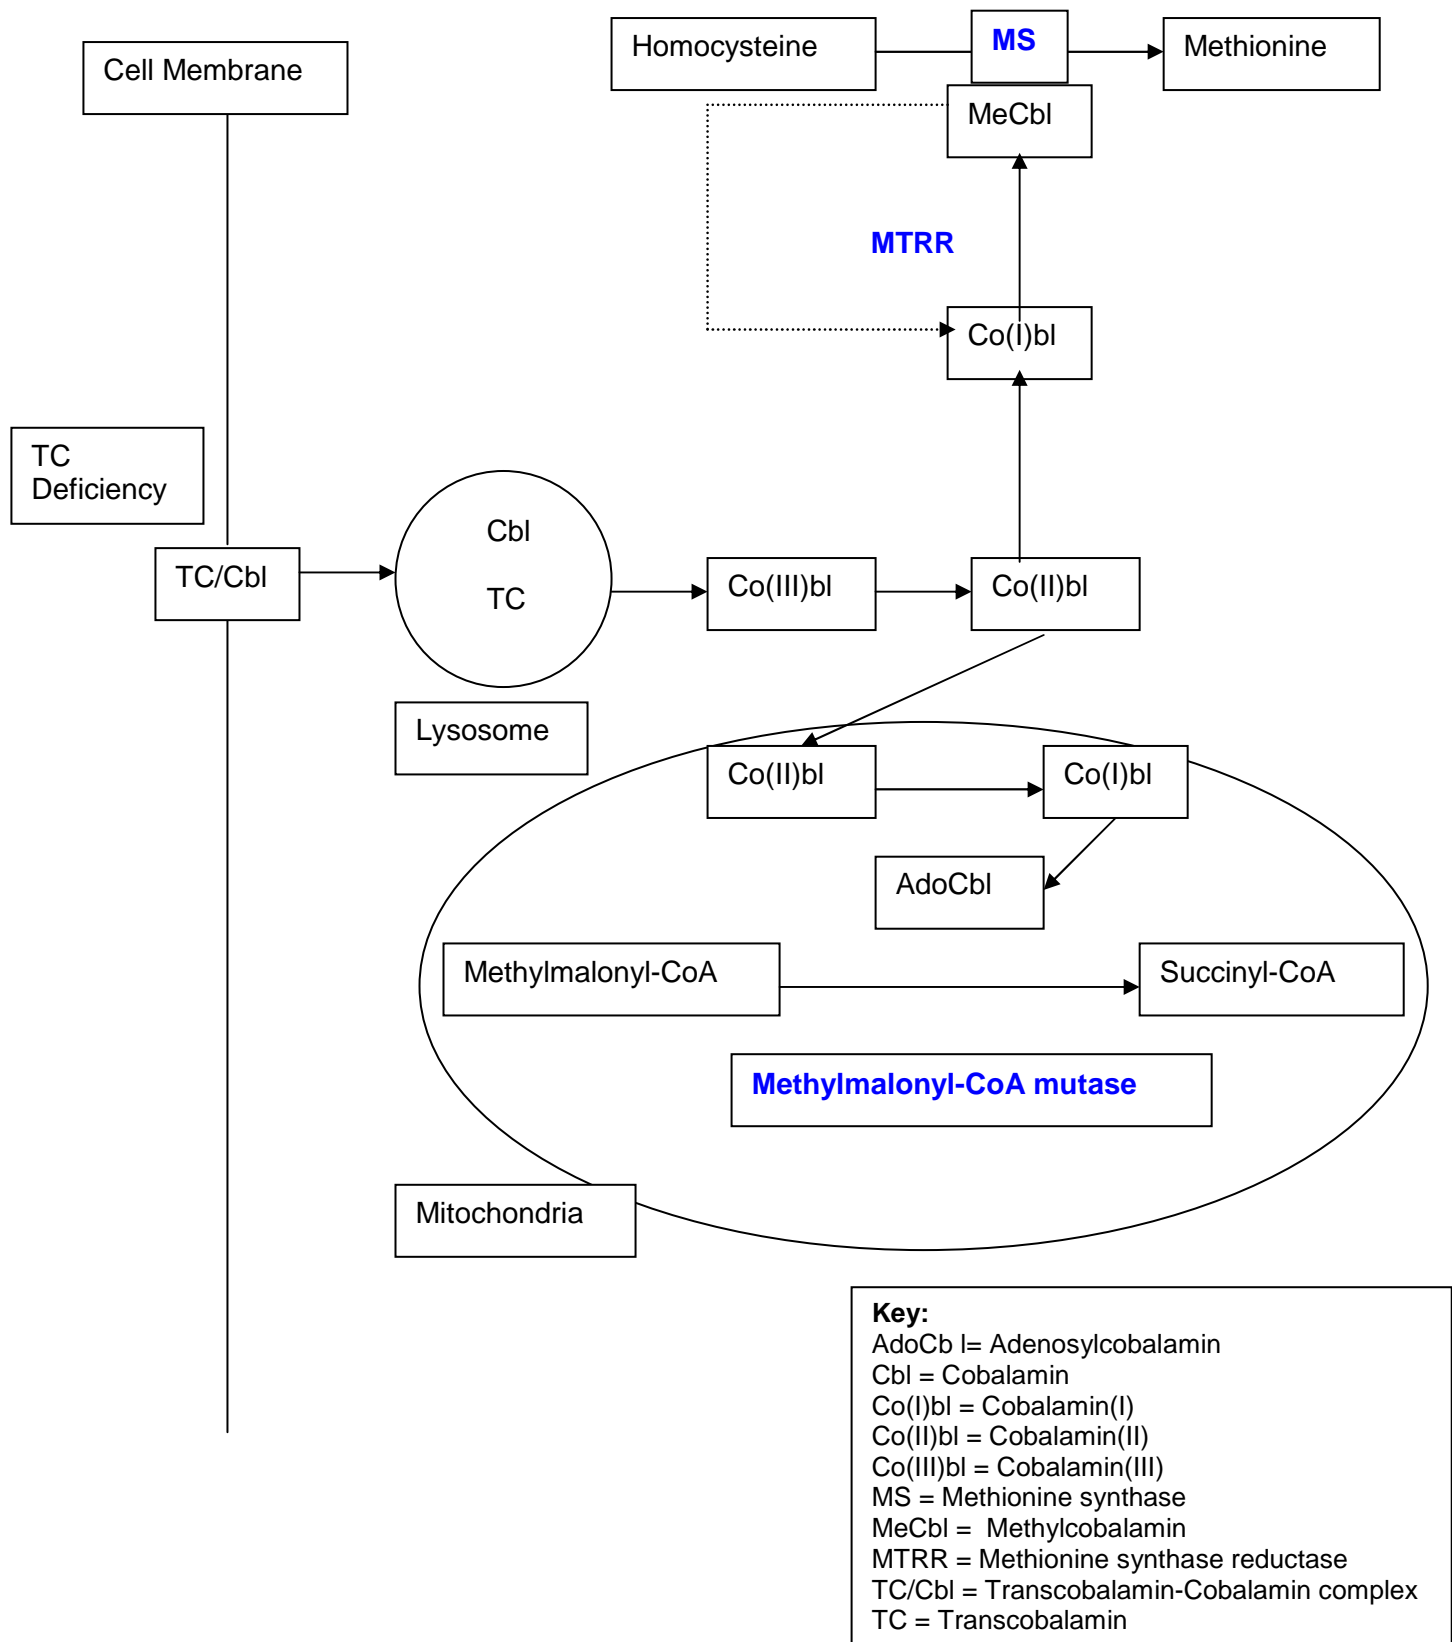 Homocysteine
MS
Methionine
Cell Membrane
MeCbl
MTRR
Co(I)bl
TC
Deficiency
Cbl
TC
TC/Cbl
Co(III)bl
Co(II)bl
Lysosome
Co(II)bl
Co(I)bl
AdoCbl
Methylmalonyl-CoA
Succinyl-CoA
Methylmalonyl-CoA mutase
Mitochondria
Key:
AdoCb l= Adenosylcobalamin
Cbl = Cobalamin
Co(I)bl = Cobalamin(I)
Co(II)bl = Cobalamin(II)
Co(III)bl = Cobalamin(III)
MS = Methionine synthase
MeCbl =  Methylcobalamin
MTRR = Methionine synthase reductase
TC/Cbl = Transcobalamin-Cobalamin complex
TC = Transcobalamin